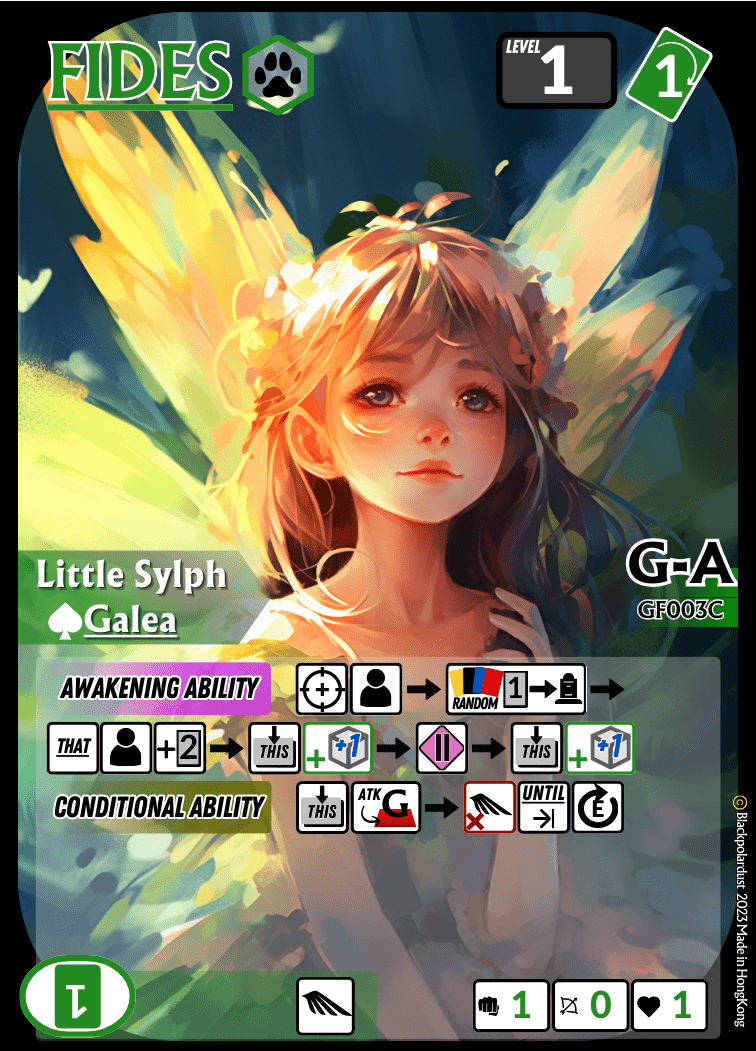 FIDES
LEVEL 1
1
Little Sylph
♠Galea
G-A
GF003C
AWAKENING ABILITY RANDOM 1
THAT +2 THIS + +1 II THIS + +1
CONDITIONAL ABILITY THIS ATK G UNTIL E
© Blackpolardust 2023 Made in HongKong
1
1 0 1